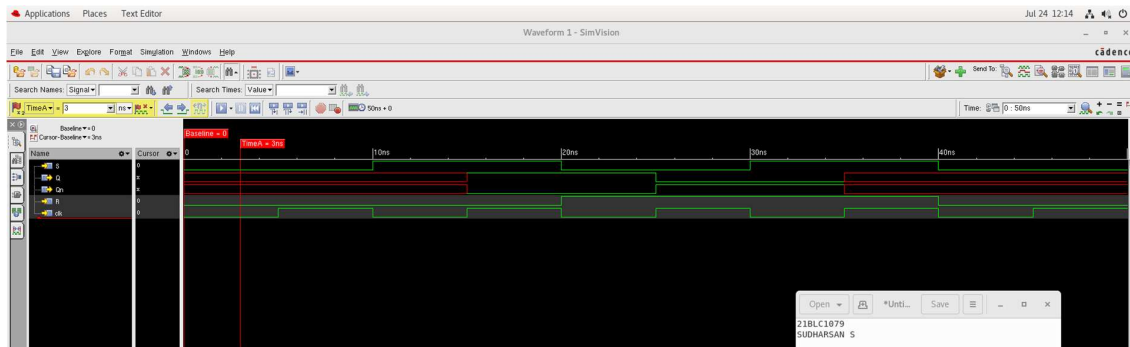 Applications Places Text Editor Jul 24 12:14
Waveform 1 - SimVision
File Edit View Explore Format Simulation Windows Help cādenc
Send To:
Search Names: Signal Search Times: Value
TimeA = 3 ns 50ns + 0 Time: 0 : 50ns
Baseline = 0
Cursor-Baseline = 3ns
Baseline = 0
TimeA = 3ns
Name Cursor 0 10ns 20ns 30ns 40ns
S 0
Q x
Qn x
R 0
clk 0
Open *Unti... Save
21BLC1079
SUDHARSAN S